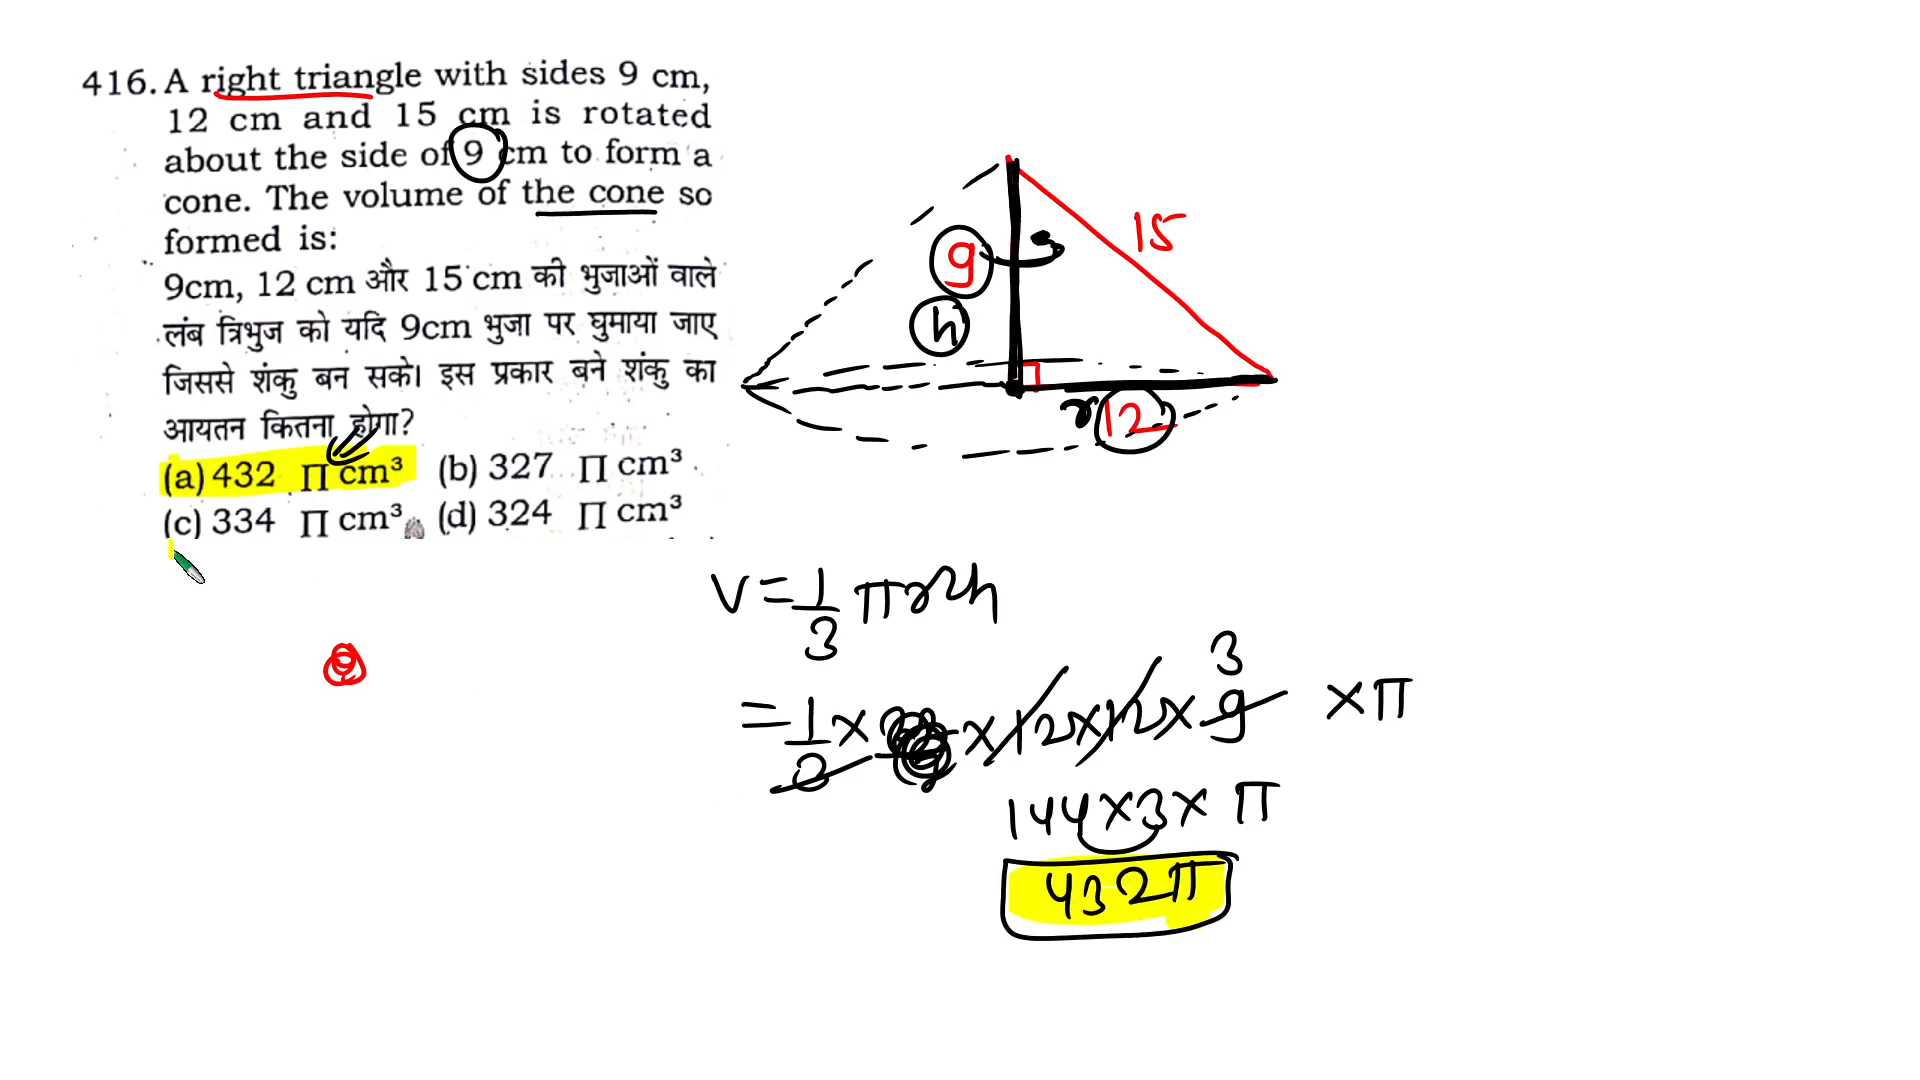 416. A right triangle with sides 9 cm,
12 cm and 15 cm is rotated
about the side of 9 cm to form a
cone. The volume of the cone so
formed is:
9cm, 12 cm और 15 cm की भुजाओं वाले
लंब त्रिभुज को यदि 9cm भुजा पर घुमाया जाए
जिससे शंकु बन सके। इस प्रकार बने शंकु का
आयतन कितना होगा?
(a) 432 Π cm³ (b) 327 Π cm³
(c) 334 Π cm³ (d) 324 Π cm³
15
9
h
r 12
V = 1/3 πr2h
3
= 1/3 × × 12 × 12 × 9 × π
144 × 3 × π
432π